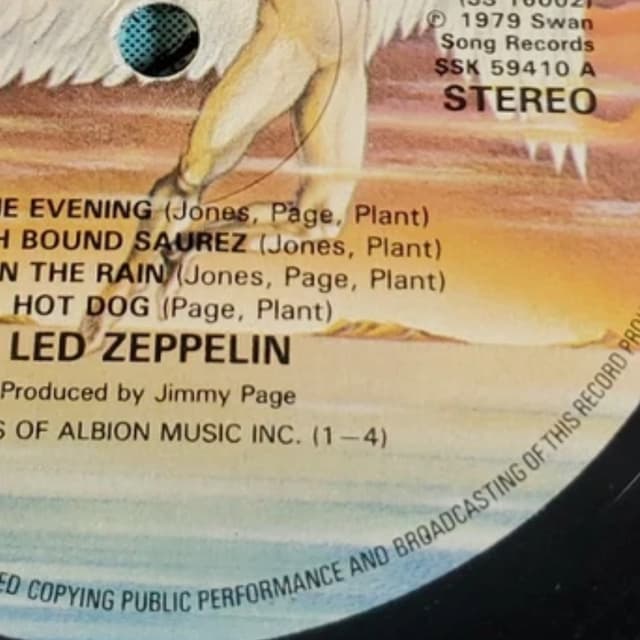 ℗ 1979 Swan
Song Records
SSK 59410 A
STEREO
EVENING (Jones, Page, Plant)
BOUND SAUREZ (Jones, Plant)
THE RAIN (Jones, Page, Plant)
HOT DOG (Page, Plant)
LED ZEPPELIN
Produced by Jimmy Page
OF ALBION MUSIC INC. (1–4)
COPYING PUBLIC PERFORMANCE AND BROADCASTING OF THIS RECORD